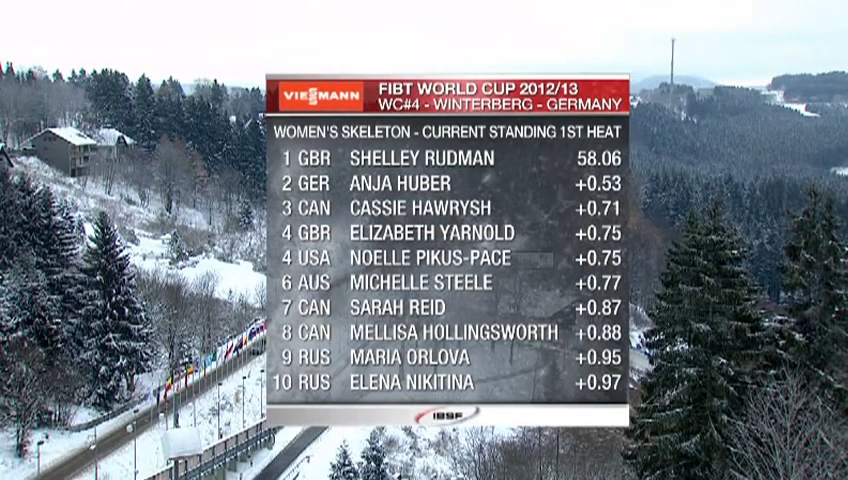 VIESSMANN
FIBT WORLD CUP 2012/13
WC#4 - WINTERBERG - GERMANY
WOMEN'S SKELETON - CURRENT STANDING 1ST HEAT
1 GBR SHELLEY RUDMAN 58.06
2 GER ANJA HUBER +0.53
3 CAN CASSIE HAWRYSH +0.71
4 GBR ELIZABETH YARNOLD +0.75
4 USA NOELLE PIKUS-PACE +0.75
6 AUS MICHELLE STEELE +0.77
7 CAN SARAH REID +0.87
8 CAN MELLISA HOLLINGSWORTH +0.88
9 RUS MARIA ORLOVA +0.95
10 RUS ELENA NIKITINA +0.97
IBSF